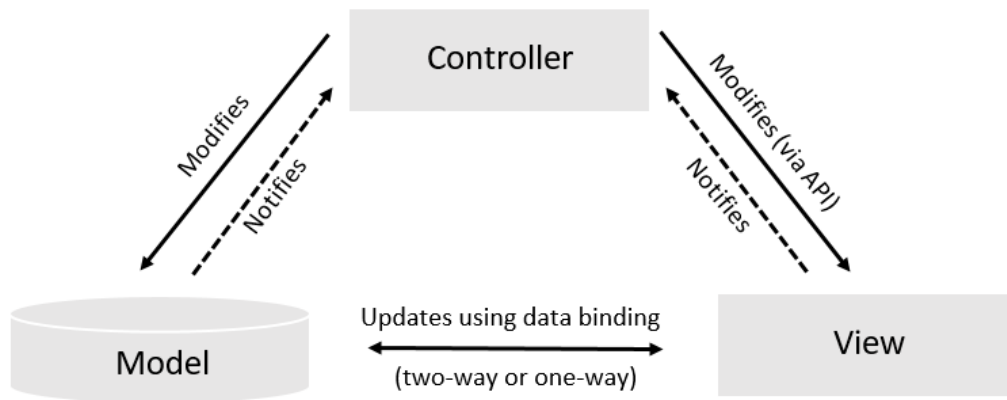 Controller
Modifies
Notifies
Modifies (via API)
Notifies
Model
Updates using data binding
(two-way or one-way)
View